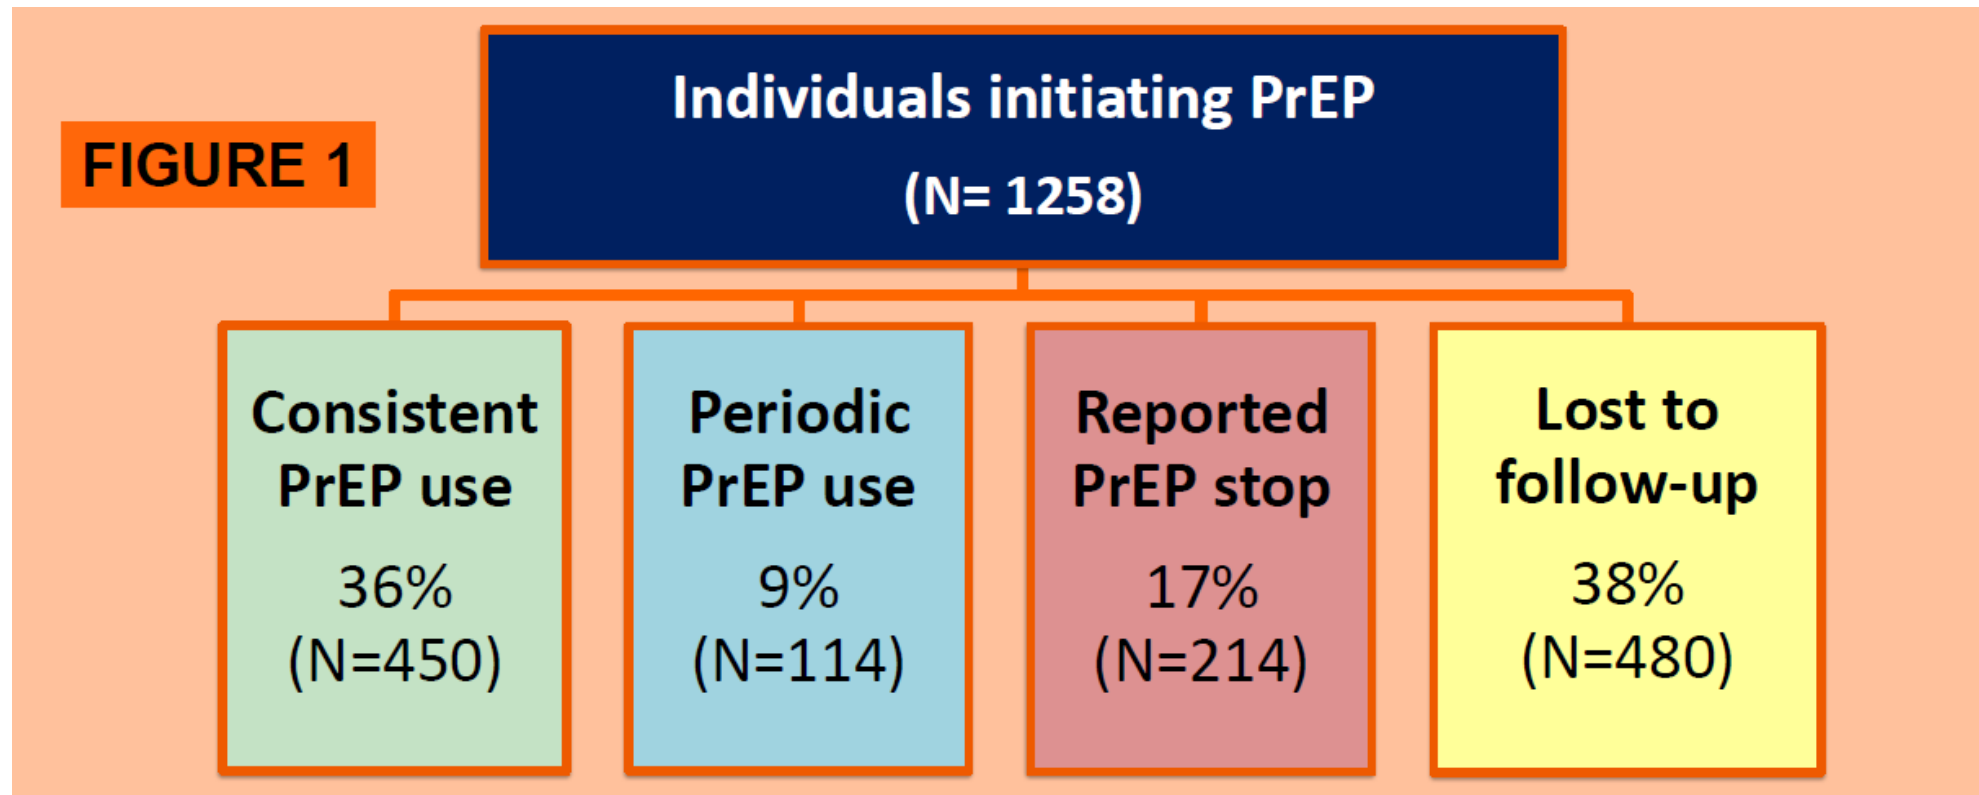 FIGURE 1
Individuals initiating PrEP
(N= 1258)
Consistent
PrEP use
36%
(N=450)
Periodic
PrEP use
9%
(N=114)
Reported
PrEP stop
17%
(N=214)
Lost to
follow-up
38%
(N=480)